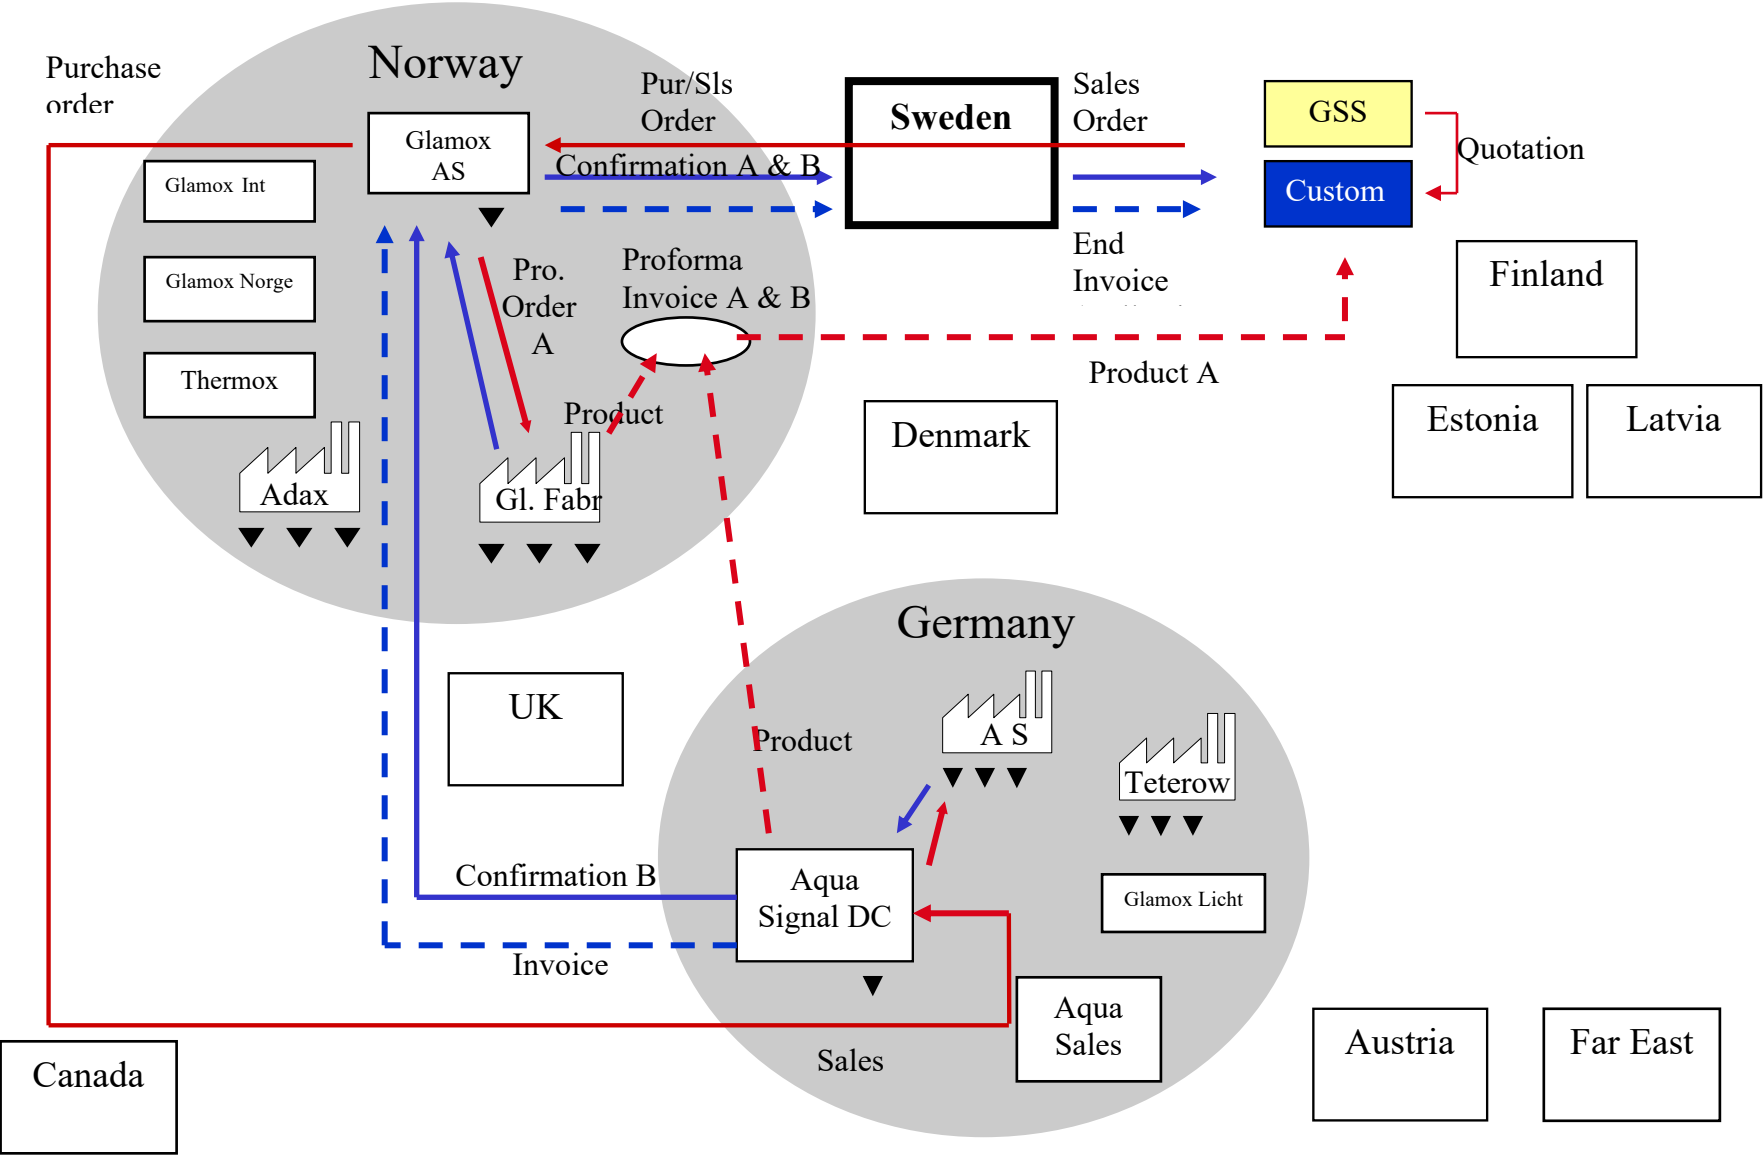 Purchase
order
Norway
Pur/Sls
Order
Sweden
Sales
Order
GSS
Quotation
Custom
Glamox
AS
Confirmation A & B
Glamox Int
Glamox Norge
Thermox
Pro.
Order
A
Proforma
Invoice A & B
End
Invoice
Finland
Product A
Estonia
Latvia
Denmark
Product
Adax
Gl. Fabr
Germany
UK
Product
A S
Teterow
Confirmation B
Aqua
Signal DC
Glamox Licht
Invoice
Aqua
Sales
Sales
Canada
Austria
Far East